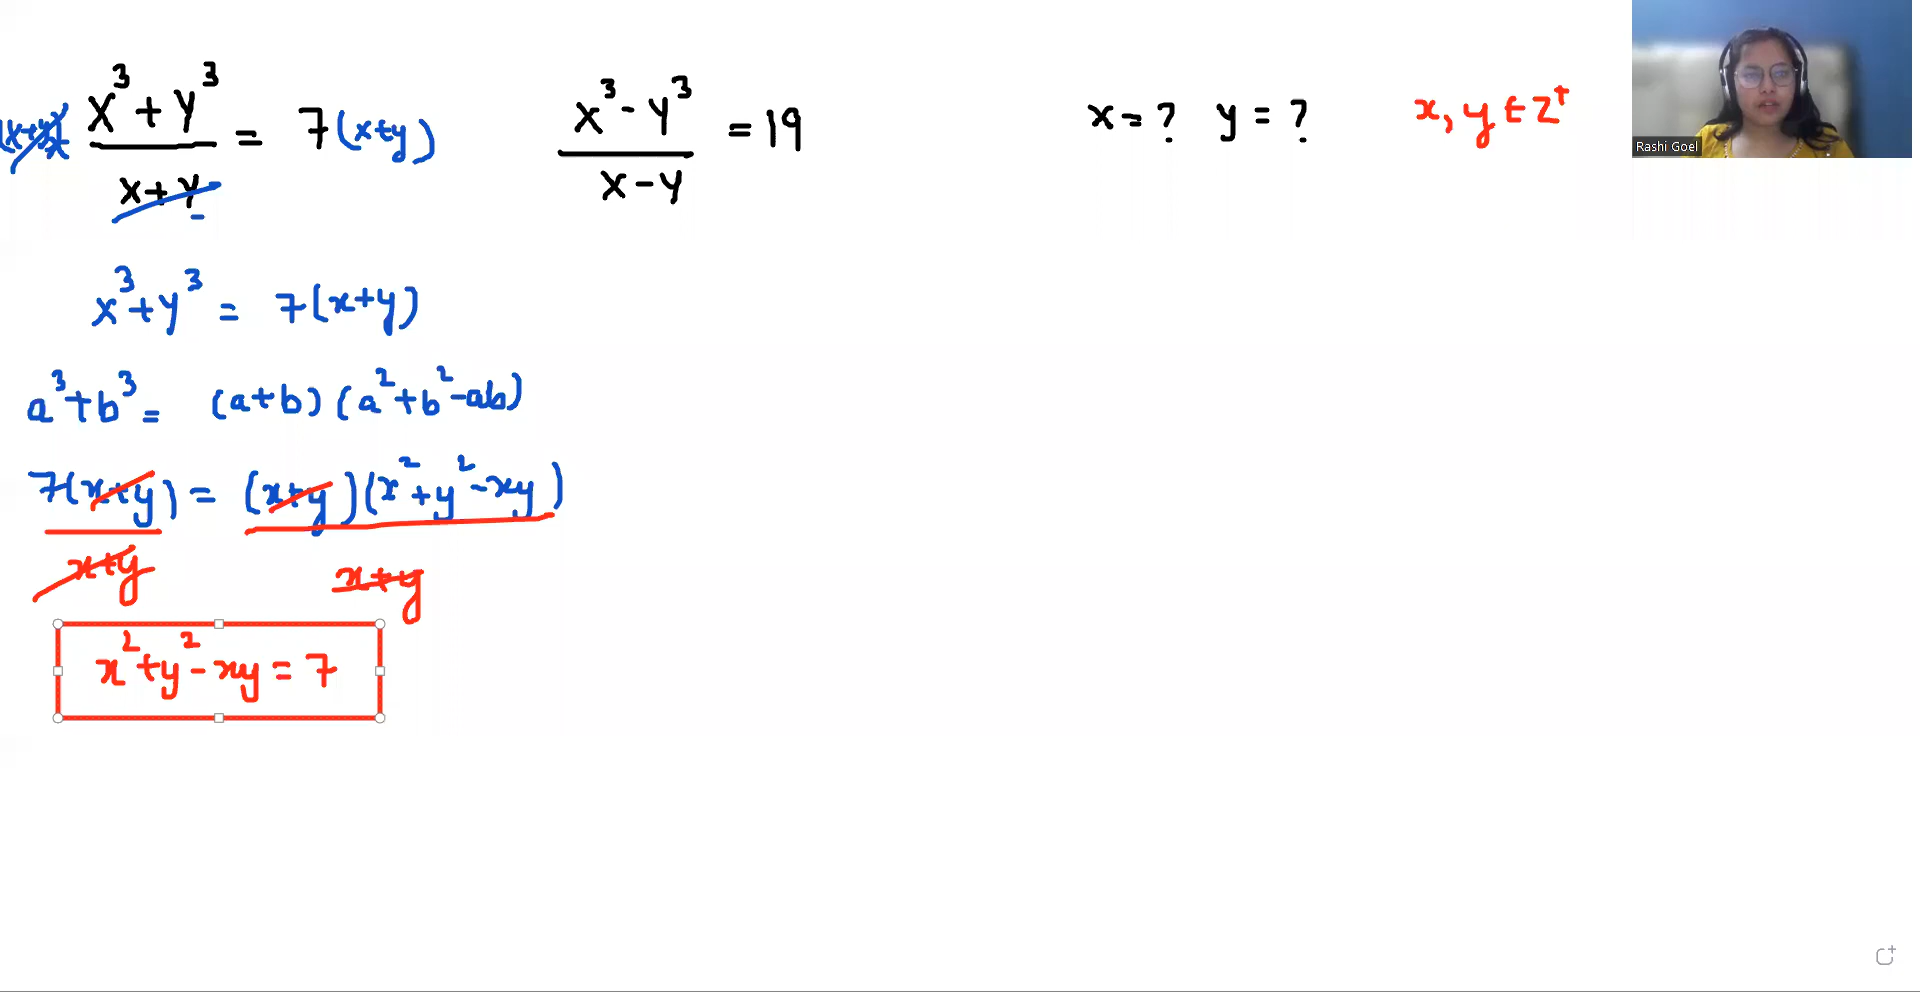 (x+y) x x³ + y³ / x + y = 7(x+y)   x³ - y³ / x - y = 19   x = ?   y = ?   x, y ∈ Z⁺
Rashi Goel
x³ + y³ = 7(x+y)
a³ + b³ = (a+b) (a² + b² - ab)
7(x+y) / x+y = (x+y)(x² + y² - xy) / x+y
x² + y² - xy = 7